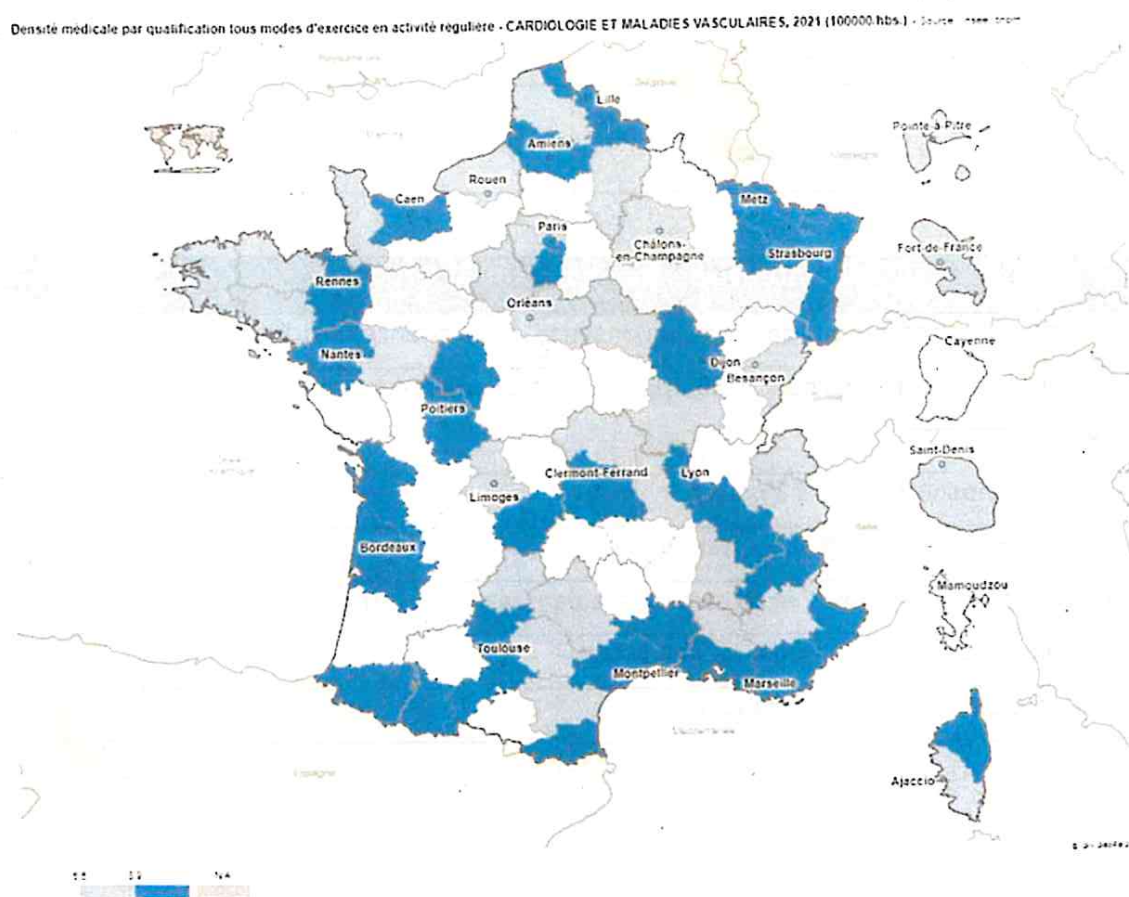 Densité médicale par qualification tous modes d'exercice en activité régulière - CARDIOLOGIE ET MALADIES VASCULAIRES, 2021 (100000 hbs.) - Source
Lille
Amiens
Pointe-à-Pitre
Rouen
Caen
Metz
Paris
Châlons-
en-Champagne
Strasbourg
Fort-de-France
Rennes
Orléans
Nantes
Dijon
Besançon
Cayenne
Poitiers
Saint-Denis
Clermont-Ferrand
Lyon
Limoges
Bordeaux
Mamoudzou
Toulouse
Montpellier
Marseille
Espagne
Ajaccio